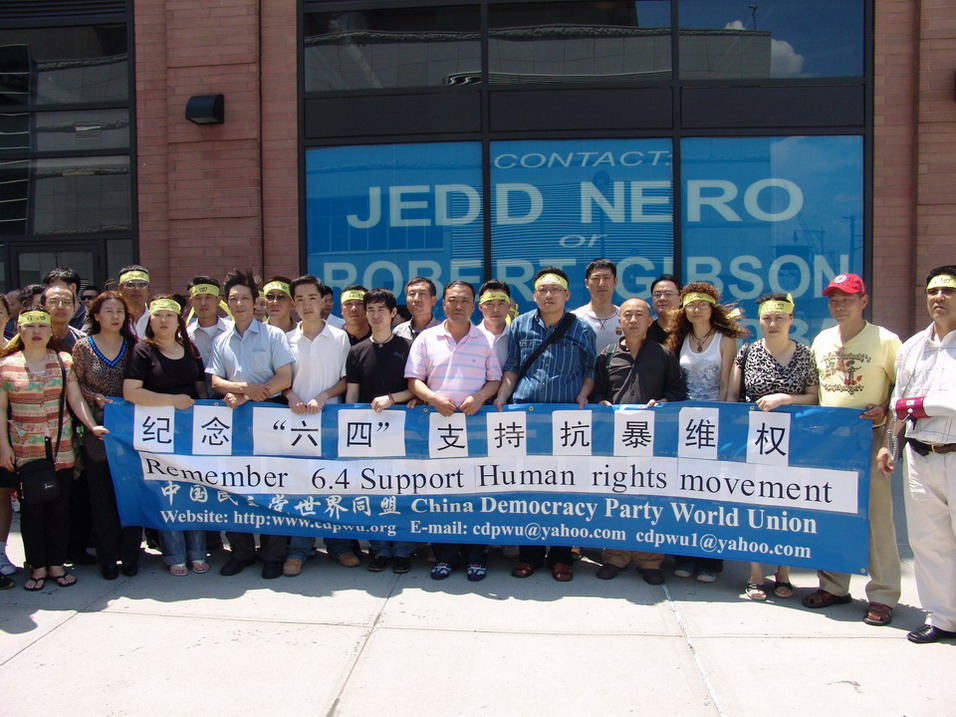 CONTACT:
JEDD NERO
or
ROBERT GIBSON
纪念“六四”支持抗暴维权
Remember 6.4 Support Human rights movement
中国民主党世界同盟 China Democracy Party World Union
Website: http:www.cdpwu.org E-mail: cdpwu@yahoo.com cdpwu1@yahoo.com